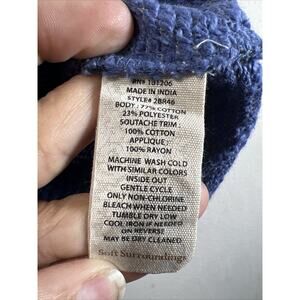 RN# 101206
MADE IN INDIA
STYLE# 2BR46
BODY : 77% COTTON
23% POLYESTER
SOUTACHE TRIM :
100% COTTON
APPLIQUE :
100% RAYON
MACHINE WASH COLD
WITH SIMILAR COLORS
INSIDE OUT
GENTLE CYCLE
ONLY NON-CHLORINE
BLEACH WHEN NEEDED
TUMBLE DRY LOW
COOL IRON IF NEEDED
ON REVERSE
MAY BE DRY CLEANED
Soft Surroundings